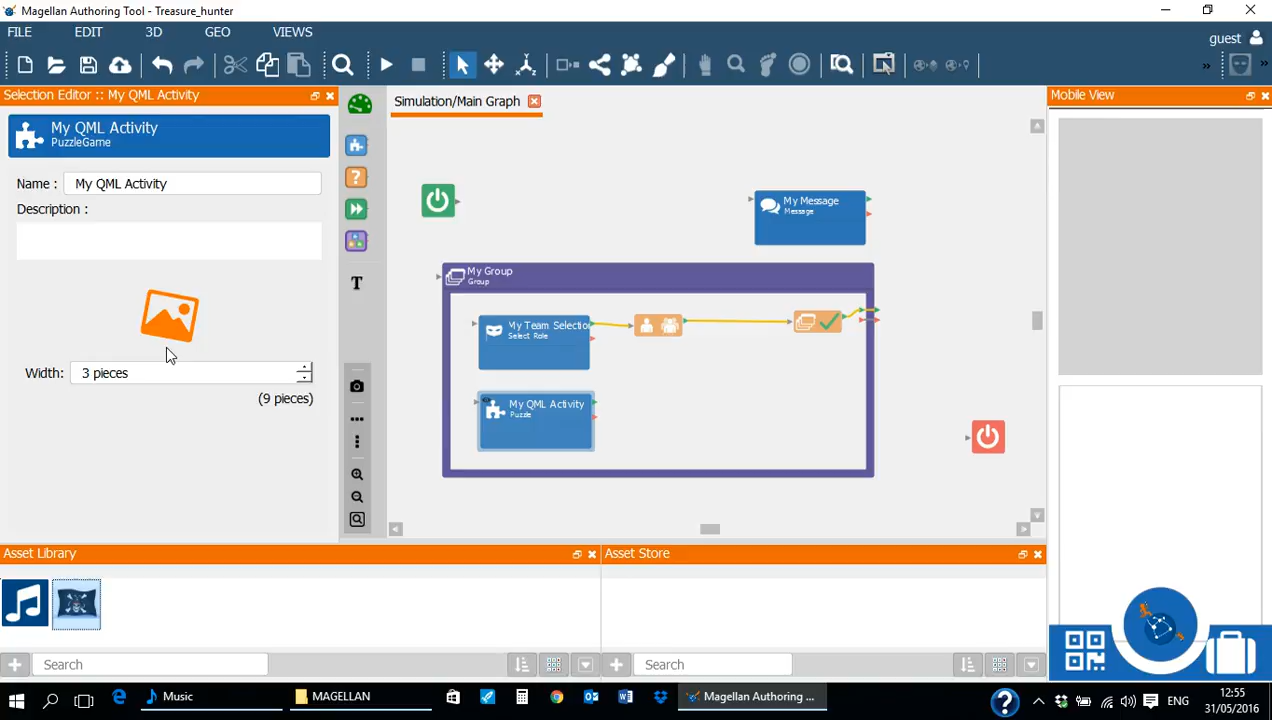 Magellan Authoring Tool - Treasure_hunter
FILE EDIT 3D GEO VIEWS
guest
Selection Editor :: My QML Activity
Simulation/Main Graph
Mobile View
My QML Activity
PuzzleGame
Name : My QML Activity
Description :
Width: 3 pieces
(9 pieces)
?
T
My Message
Message
My Group
Group
My Team Selectio
Select Role
My QML Activity
Puzzle
Asset Library
Asset Store
Search
Search
Music
MAGELLAN
Magellan Authoring ...
?
ENG
12:55
31/05/2016